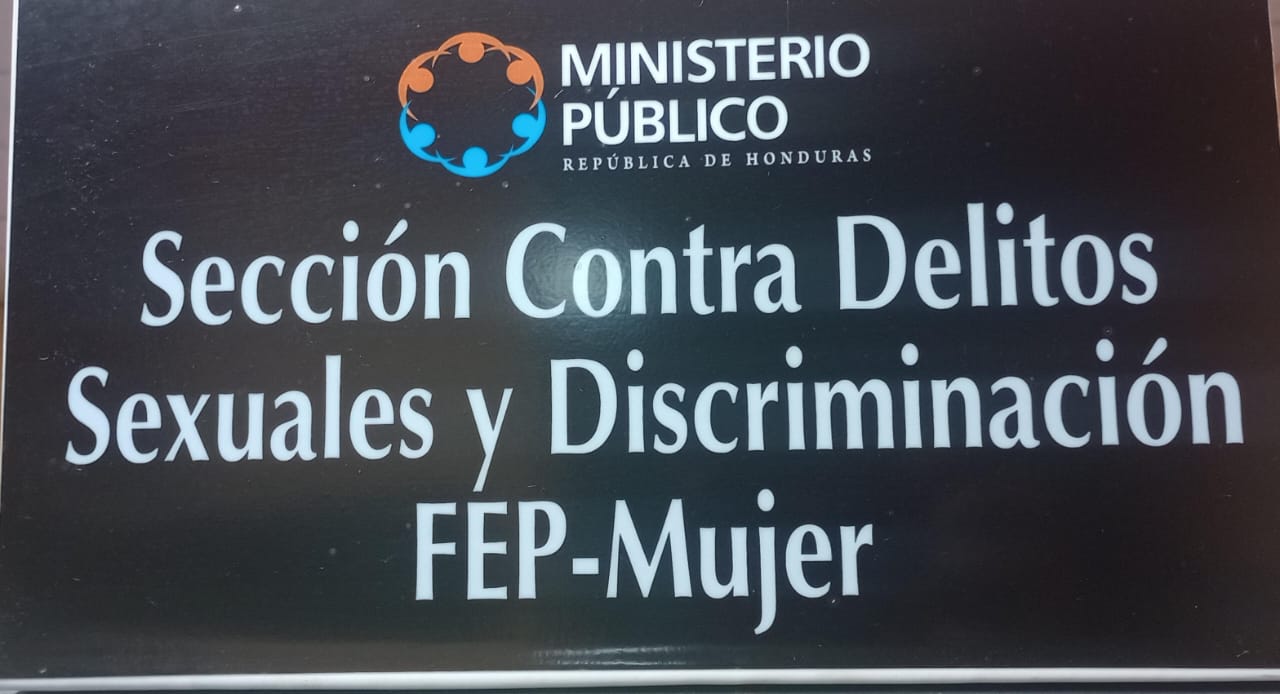 MINISTERIO
PÚBLICO
REPÚBLICA DE HONDURAS
Sección Contra Delitos
Sexuales y Discriminación
FEP-Mujer